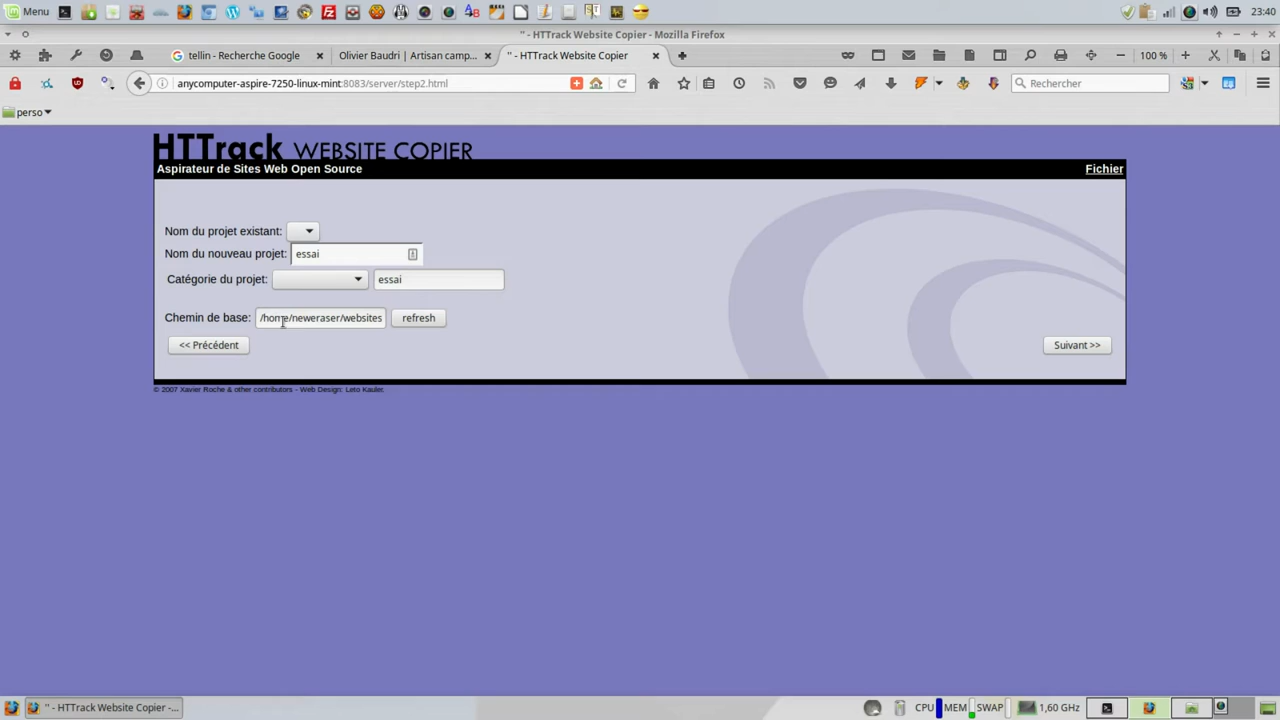 Menu
23:40
'' - HTTrack Website Copier - Mozilla Firefox
tellin - Recherche Google
Olivier Baudri | Artisan camp...
'' - HTTrack Website Copier
100 %
anycomputer-aspire-7250-linux-mint:8083/server/step2.html
Rechercher
perso
HTTrack WEBSITE COPIER
Aspirateur de Sites Web Open Source
Fichier
Nom du projet existant:
Nom du nouveau projet: essai
Catégorie du projet: essai
Chemin de base: /home/neweraser/websites refresh
<< Précédent
Suivant >>
© 2007 Xavier Roche & other contributors - Web Design: Leto Kauler.
'' - HTTrack Website Copier -...
CPU MEM SWAP 1,60 GHz